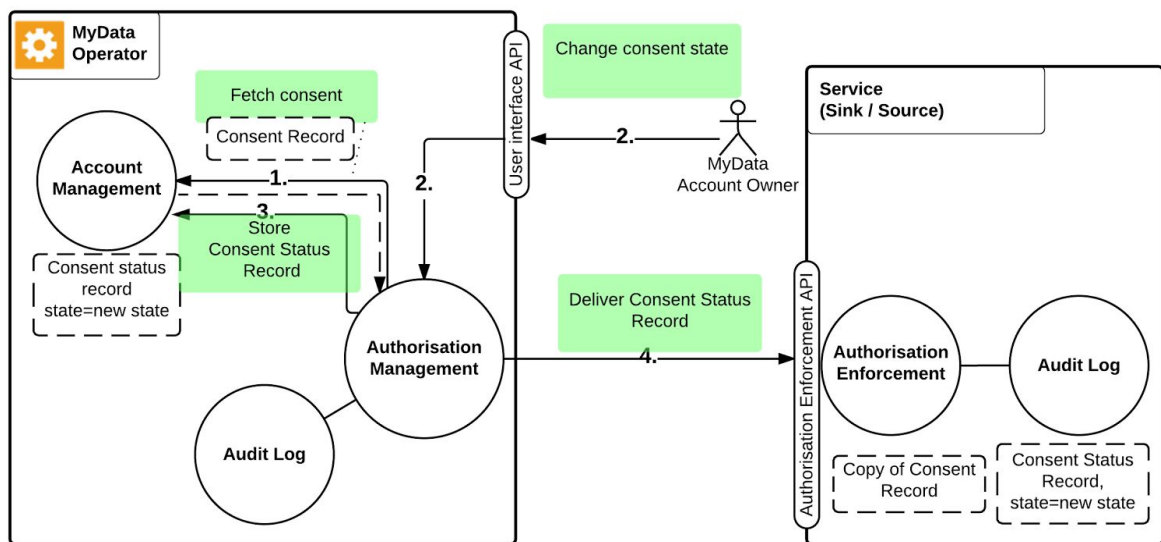 MyData
Operator
Fetch consent
Consent Record
Account
Management
1.
3.
Store
Consent Status
Record
Consent status
record
state=new state
2.
Authorisation
Management
Audit Log
User interface API
Change consent state
2.
MyData
Account Owner
Deliver Consent Status
Record
4.
Service
(Sink / Source)
Authorisation Enforcement API
Authorisation
Enforcement
Audit Log
Copy of Consent
Record
Consent Status
Record,
state=new state